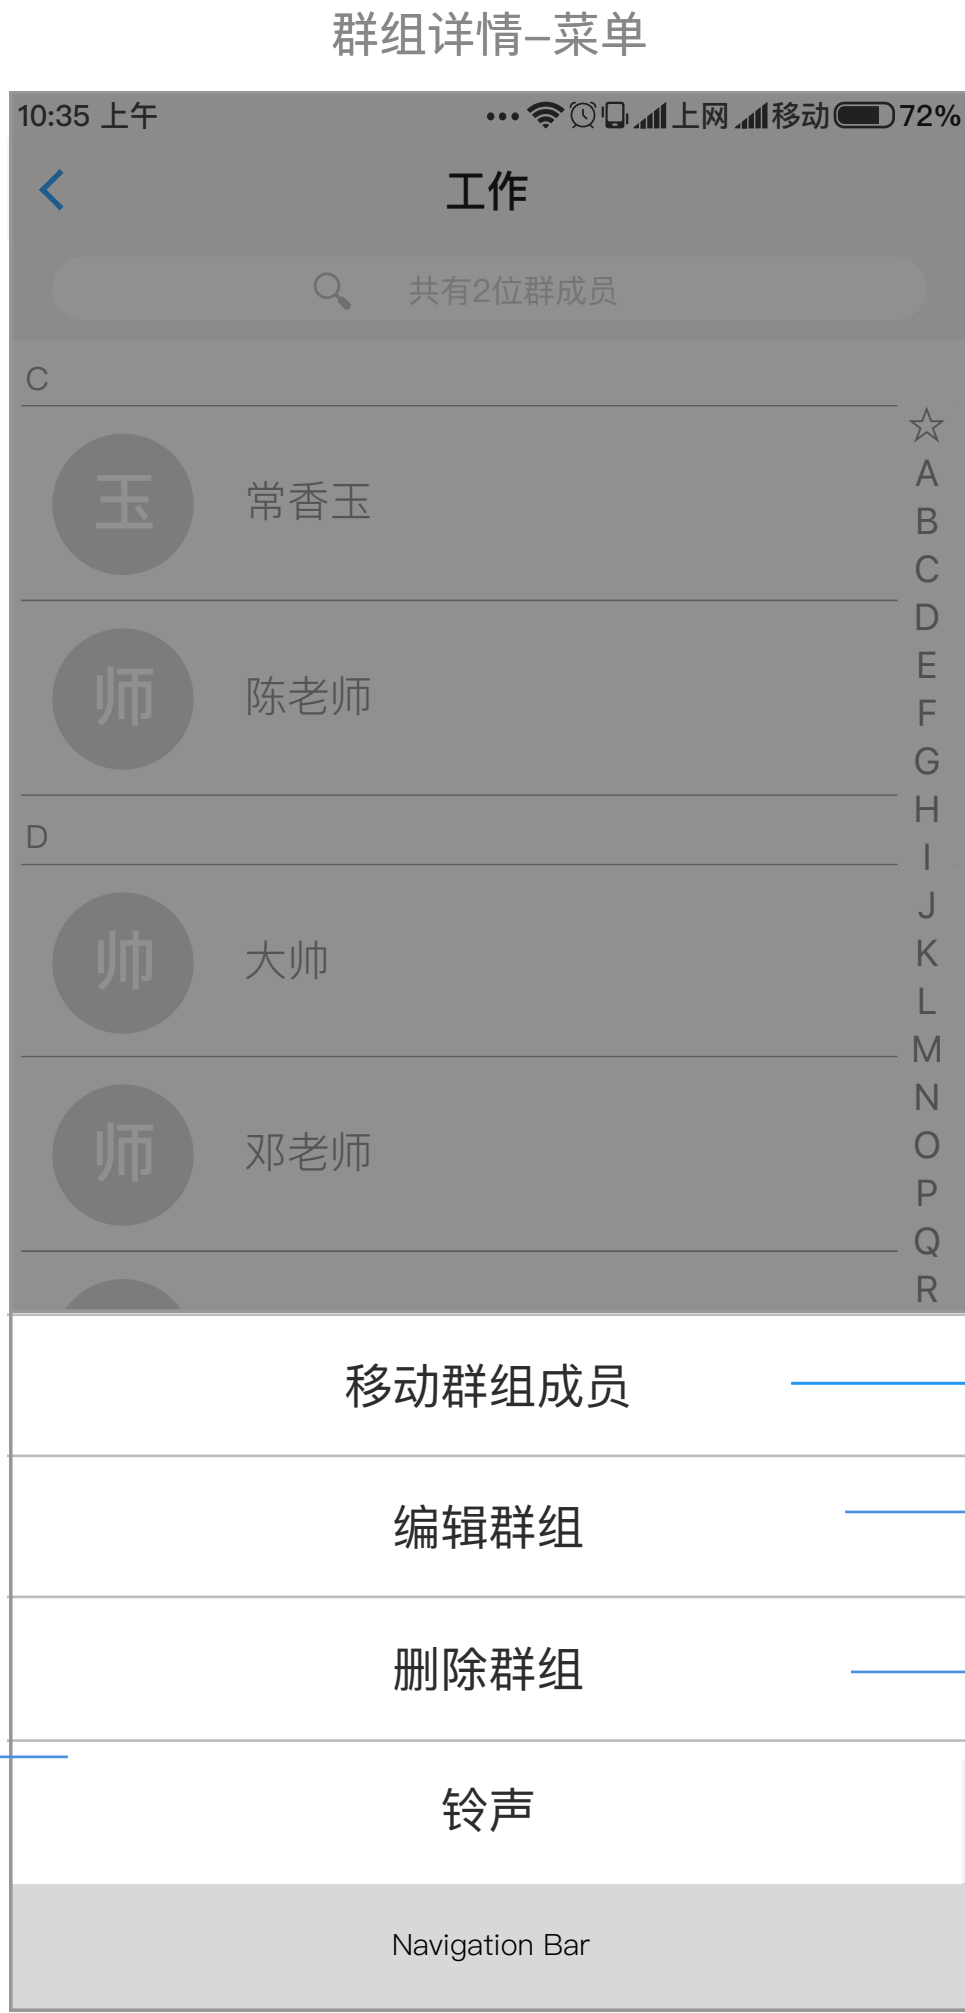 群组详情-菜单
10:35 上午 上网 移动 72%
工作
共有2位群成员
C
玉 常香玉
师 陈老师
D
帅 大帅
师 邓老师
☆
A
B
C
D
E
F
G
H
I
J
K
L
M
N
O
P
Q
R
移动群组成员
编辑群组
删除群组
铃声
Navigation Bar